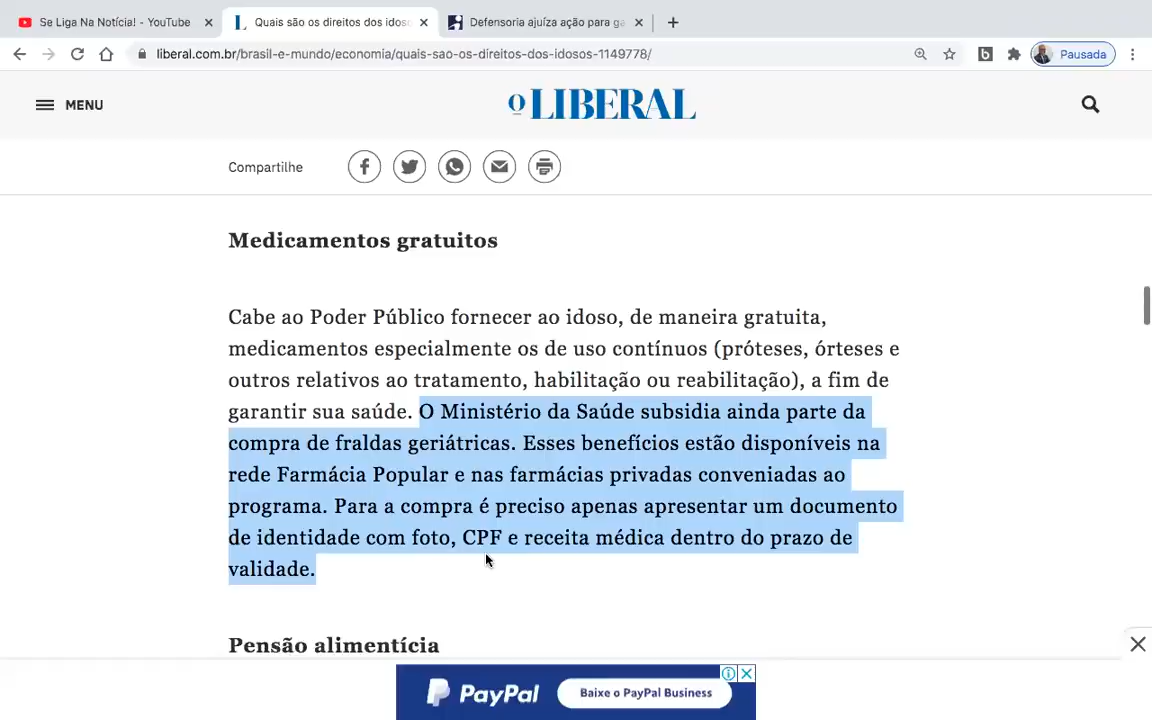 Se Liga Na Notícia! - YouTube
Quais são os direitos dos idos
Defensoria ajuíza ação para ga
liberal.com.br/brasil-e-mundo/economia/quais-sao-os-direitos-dos-idosos-1149778/
b
Pausada
MENU
O LIBERAL
Compartilhe
Medicamentos gratuitos
Cabe ao Poder Público fornecer ao idoso, de maneira gratuita,
medicamentos especialmente os de uso contínuos (próteses, órteses e
outros relativos ao tratamento, habilitação ou reabilitação), a fim de
garantir sua saúde. O Ministério da Saúde subsidia ainda parte da
compra de fraldas geriátricas. Esses benefícios estão disponíveis na
rede Farmácia Popular e nas farmácias privadas conveniadas ao
programa. Para a compra é preciso apenas apresentar um documento
de identidade com foto, CPF e receita médica dentro do prazo de
validade.
Pensão alimentícia
PayPal
Baixe o PayPal Business